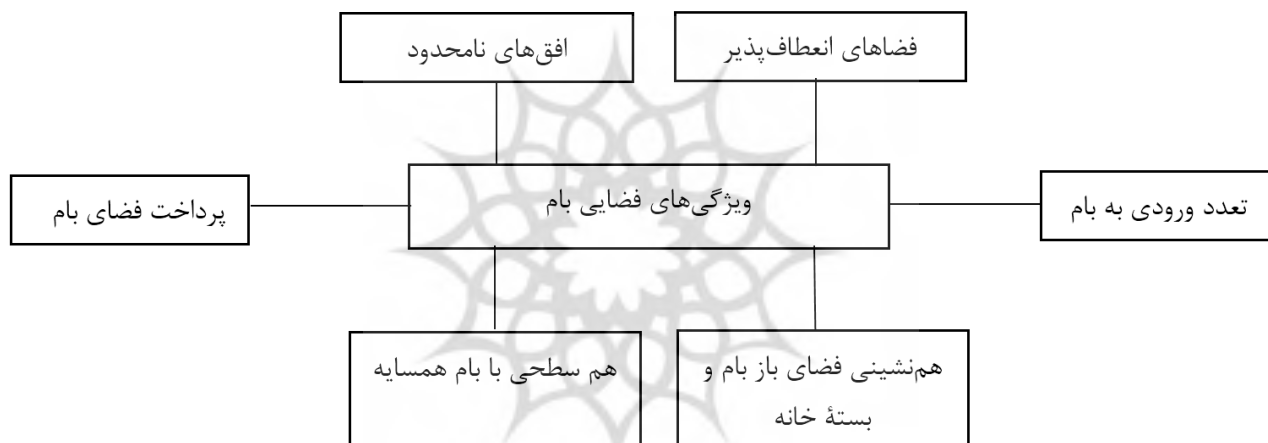 فضاهای انعطاف‌پذیر
افق‌های نامحدود
تعدد ورودی به بام
ویژگی‌های فضایی بام
پرداخت فضای بام
هم‌نشینی فضای باز بام و
بستهٔ خانه
هم سطحی با بام همسایه